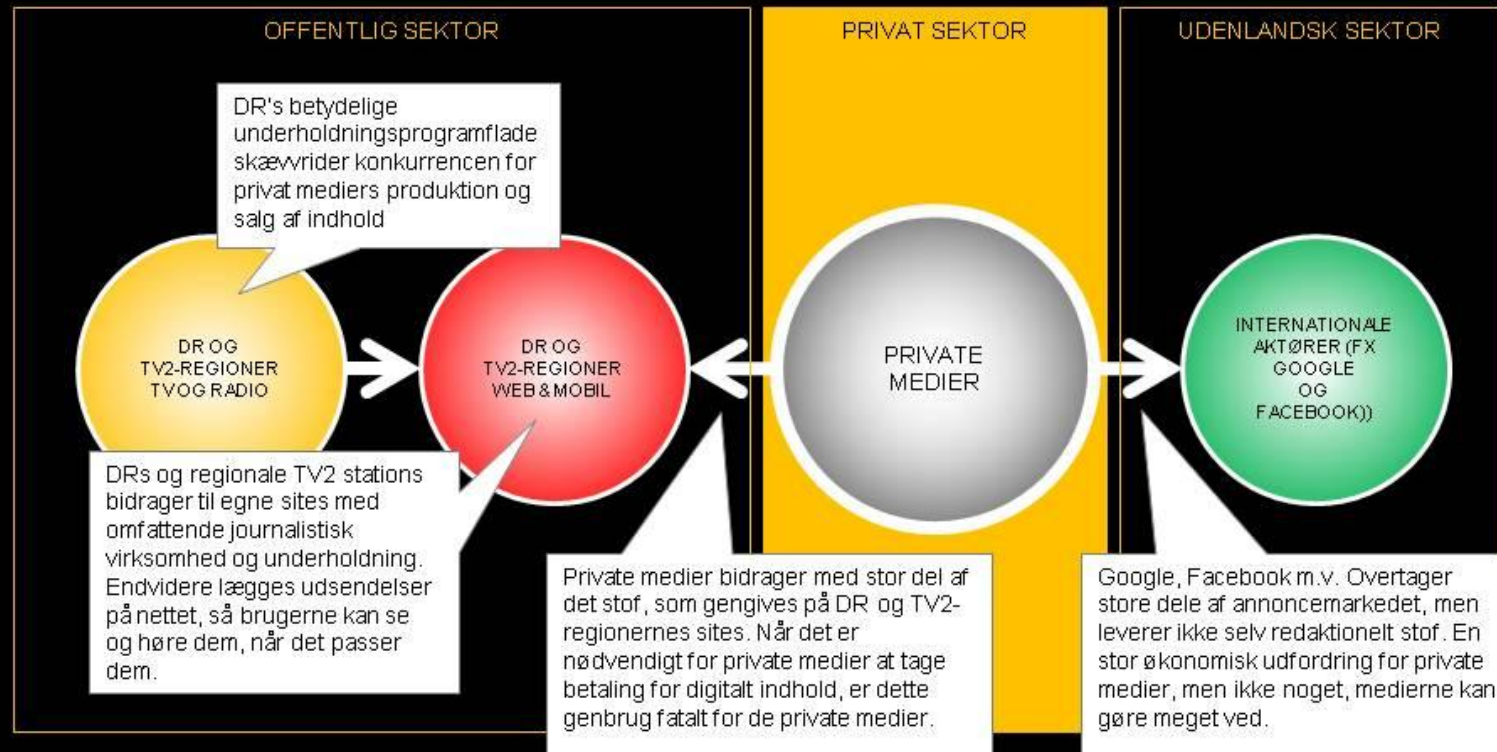 OFFENTLIG SEKTOR
PRIVAT SEKTOR
UDENLANDSK SEKTOR
DR's betydelige
underholdningsprogramflade
skævvrider konkurrencen for
privat mediers produktion og
salg af indhold
DR OG
TV2-REGIONER
TV OG RADIO
DR OG
TV2-REGIONER
WEB & MOBIL
PRIVATE
MEDIER
INTERNATIONALE
AKTØRER (FX
GOOGLE
OG
FACEBOOK))
DRs og regionale TV2 stations
bidrager til egne sites med
omfattende journalistisk
virksomhed og underholdning.
Endvidere lægges udsendelser
på nettet, så brugerne kan se
og høre dem, når det passer
dem.
Private medier bidrager med stor del af
det stof, som gengives på DR og TV2-
regionernes sites. Når det er
nødvendigt for private medier at tage
betaling for digitalt indhold, er dette
genbrug fatalt for de private medier.
Google, Facebook m.v. Overtager
store dele af annoncemarkedet, men
leverer ikke selv redaktionelt stof. En
stor økonomisk udfordring for private
medier, men ikke noget, medierne kan
gøre meget ved.